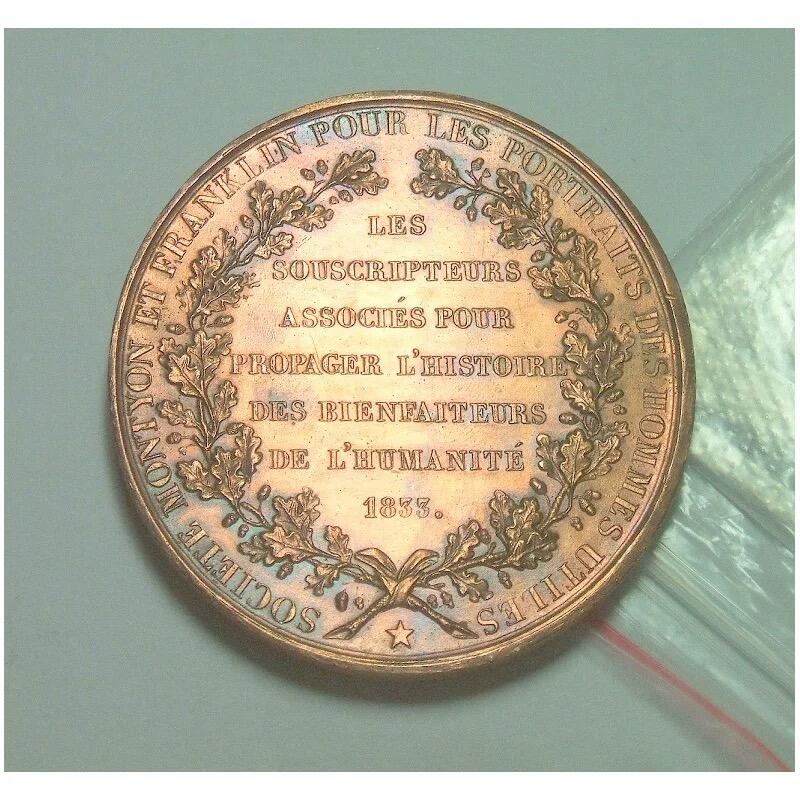 SOCIÉTÉ MONTYON ET FRANKLIN POUR LES PORTRAITS DES HOMMES UTILES
LES
SOUSCRIPTEURS
ASSOCIÉS POUR
PROPAGER L'HISTOIRE
DES BIENFAITEURS
DE L'HUMANITÉ
1833.